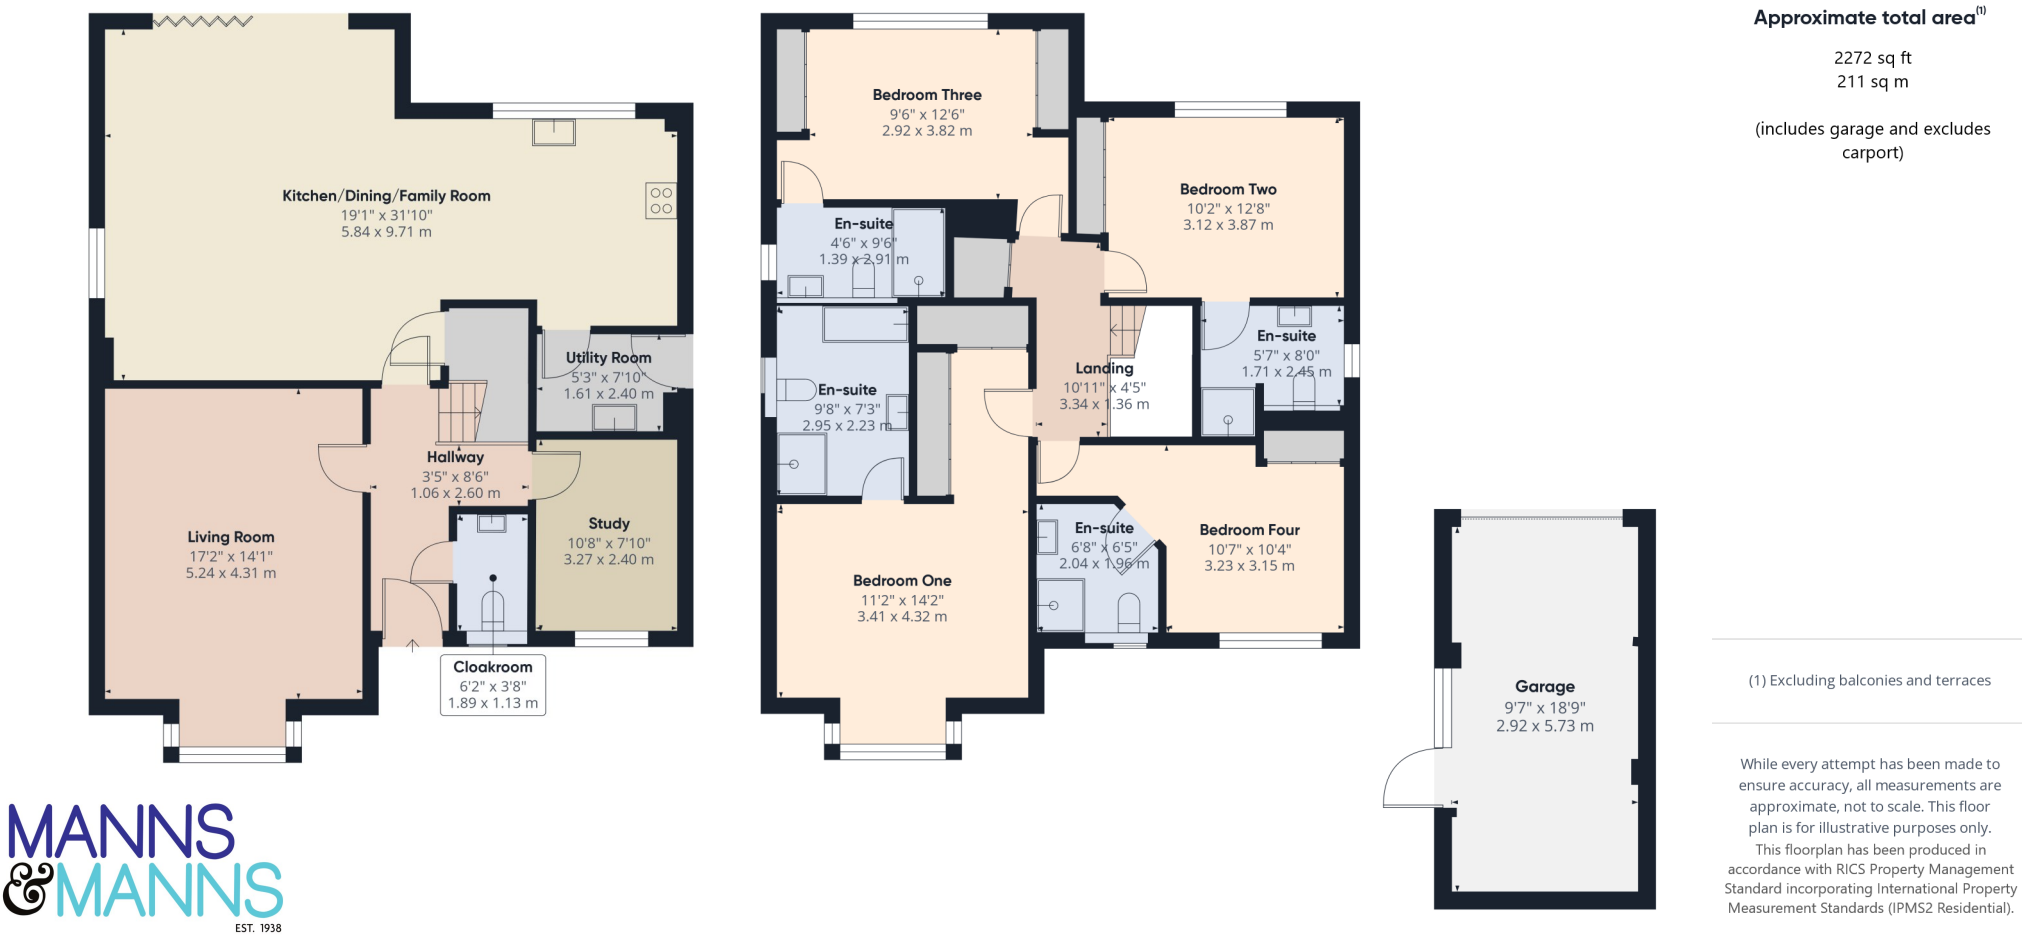 Kitchen/Dining/Family Room
19'1" x 31'10"
5.84 x 9.71 m
Utility Room
5'3" x 7'10"
1.61 x 2.40 m
Hallway
3'5" x 8'6"
1.06 x 2.60 m
Living Room
17'2" x 14'1"
5.24 x 4.31 m
Study
10'8" x 7'10"
3.27 x 2.40 m
Cloakroom
6'2" x 3'8"
1.89 x 1.13 m
Bedroom Three
9'6" x 12'6"
2.92 x 3.82 m
Bedroom Two
10'2" x 12'8"
3.12 x 3.87 m
En-suite
4'6" x 9'6"
1.39 x 2.91 m
En-suite
5'7" x 8'0"
1.71 x 2.45 m
Landing
10'11" x 4'5"
3.34 x 1.36 m
En-suite
9'8" x 7'3"
2.95 x 2.23 m
En-suite
6'8" x 6'5"
2.04 x 1.96 m
Bedroom Four
10'7" x 10'4"
3.23 x 3.15 m
Bedroom One
11'2" x 14'2"
3.41 x 4.32 m
Garage
9'7" x 18'9"
2.92 x 5.73 m
Approximate total area(1)
2272 sq ft
211 sq m
(includes garage and excludes
carport)
(1) Excluding balconies and terraces
While every attempt has been made to
ensure accuracy, all measurements are
approximate, not to scale. This floor
plan is for illustrative purposes only.
This floorplan has been produced in
accordance with RICS Property Management
Standard incorporating International Property
Measurement Standards (IPMS2 Residential).
MANNS
&MANNS
EST. 1938